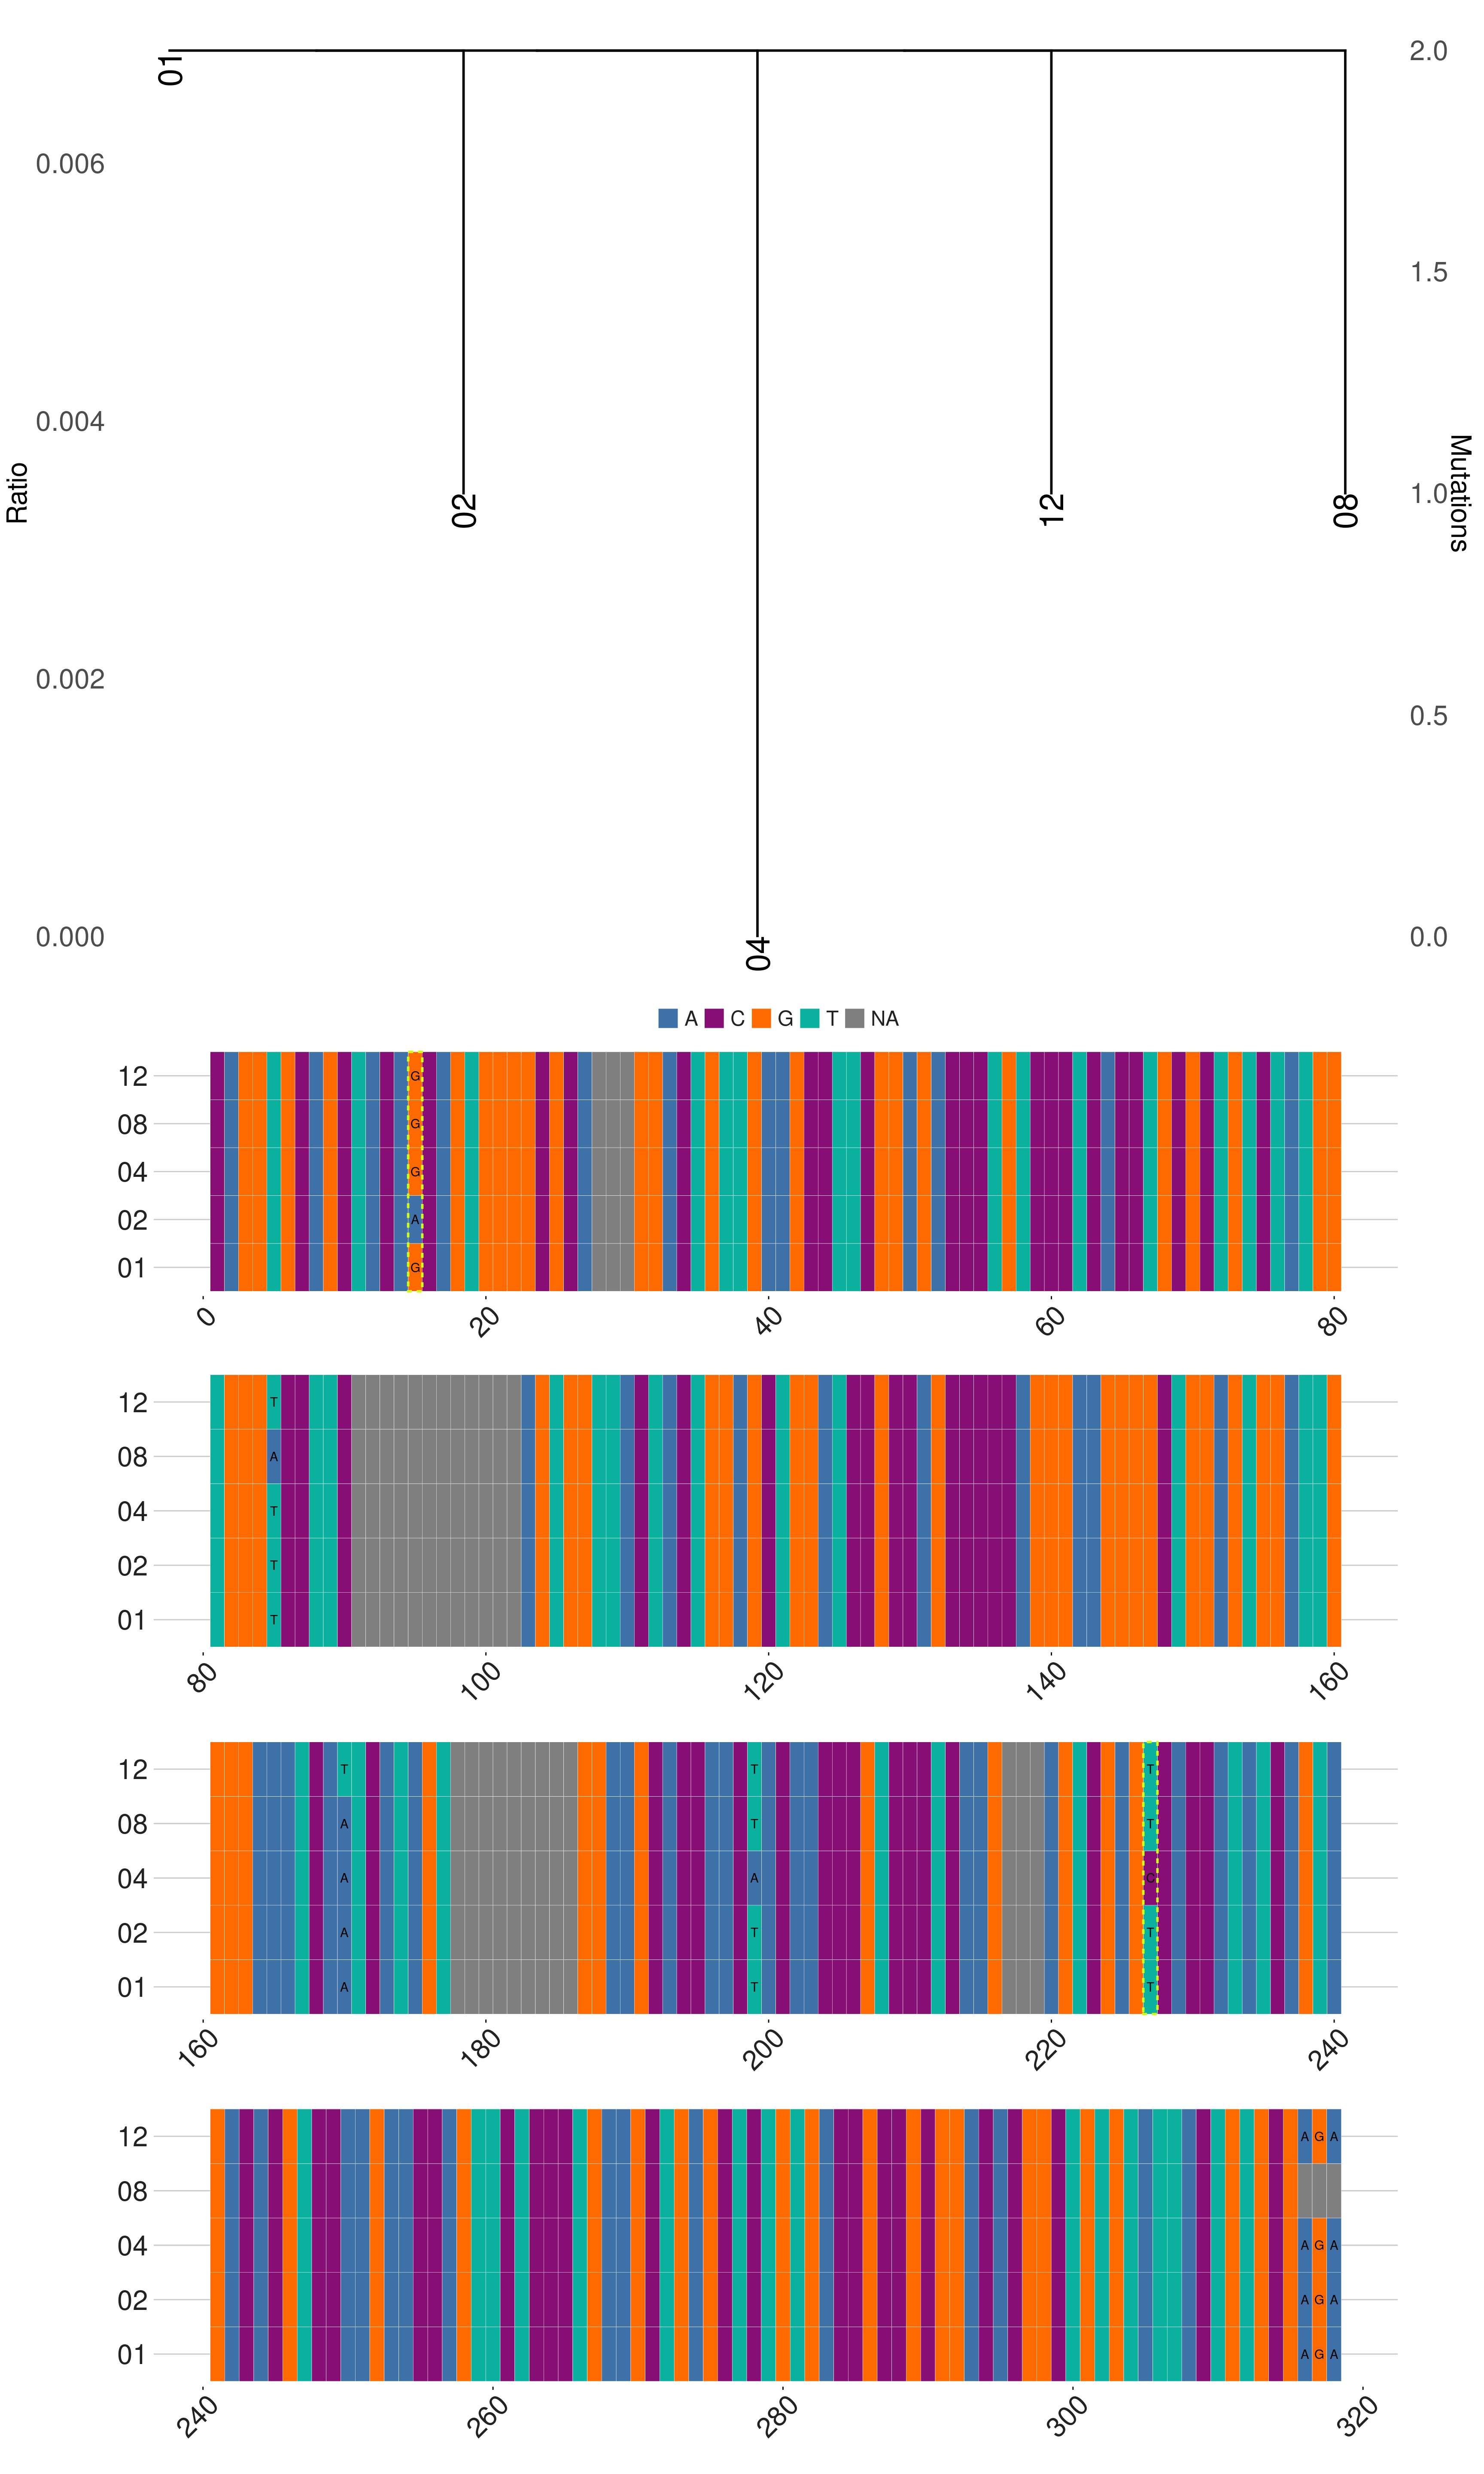 01
2.0
0.006
1.5
0.004
Ratio
Mutations
02
12
08
1.0
0.002
0.5
0.000
04
0.0
A C G T NA
12 G
08 G
04 G
02 A
01 G
0 20 40 60 80
12 T
08 A
04 T
02 T
01 T
80 100 120 140 160
12 T T T
08 A T T
04 A A C
02 A T T
01 A T T
160 180 200 220 240
12 A G A
08
04 A G A
02 A G A
01 A G A
240 260 280 300 320